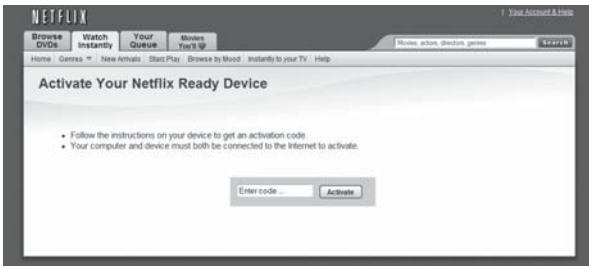 NETFLIX
Your Account & Help
Browse DVDs
Watch Instantly
Your Queue
Movies You'll
Movies, actors, directors, genres
Search
Home Genres New Arrivals Starz Play Browse by Mood Instantly to your TV Help
Activate Your Netflix Ready Device
• Follow the instructions on your device to get an activation code.
• Your computer and device must both be connected to the Internet to activate.
Enter code ...
Activate